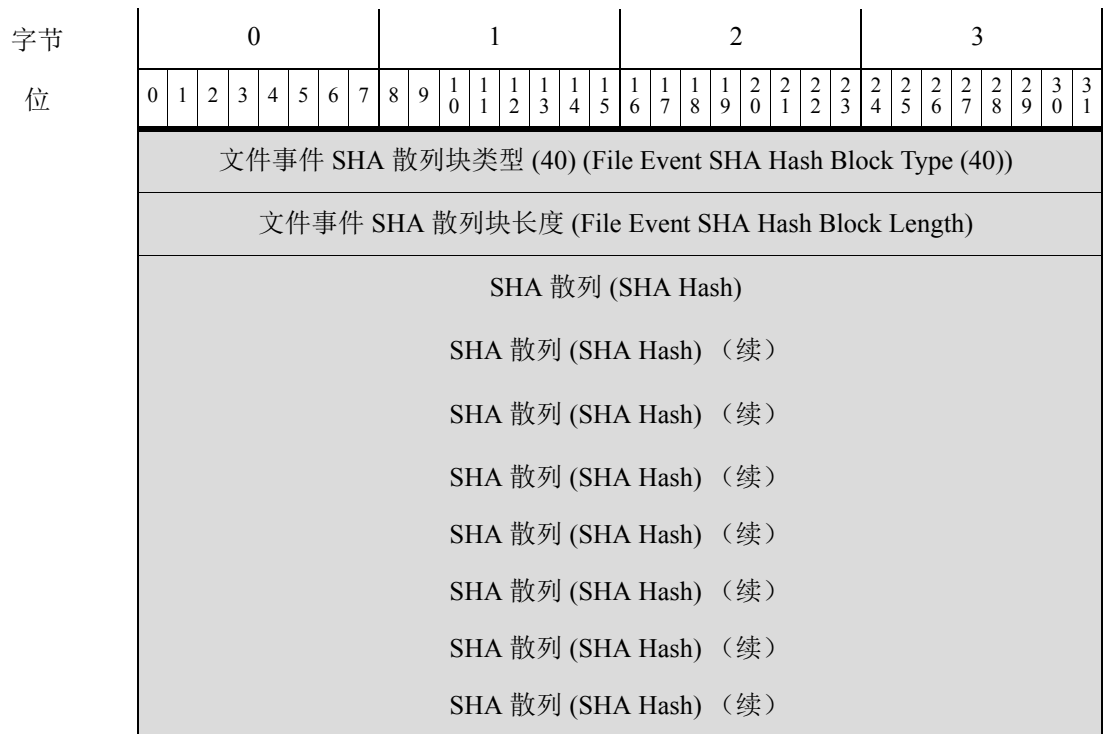 字节 0 1 2 3
位 0 1 2 3 4 5 6 7 8 9 10 11 12 13 14 15 16 17 18 19 20 21 22 23 24 25 26 27 28 29 30 31
文件事件 SHA 散列块类型 (40) (File Event SHA Hash Block Type (40))
文件事件 SHA 散列块长度 (File Event SHA Hash Block Length)
SHA 散列 (SHA Hash)
SHA 散列 (SHA Hash) （续）
SHA 散列 (SHA Hash) （续）
SHA 散列 (SHA Hash) （续）
SHA 散列 (SHA Hash) （续）
SHA 散列 (SHA Hash) （续）
SHA 散列 (SHA Hash) （续）
SHA 散列 (SHA Hash) （续）